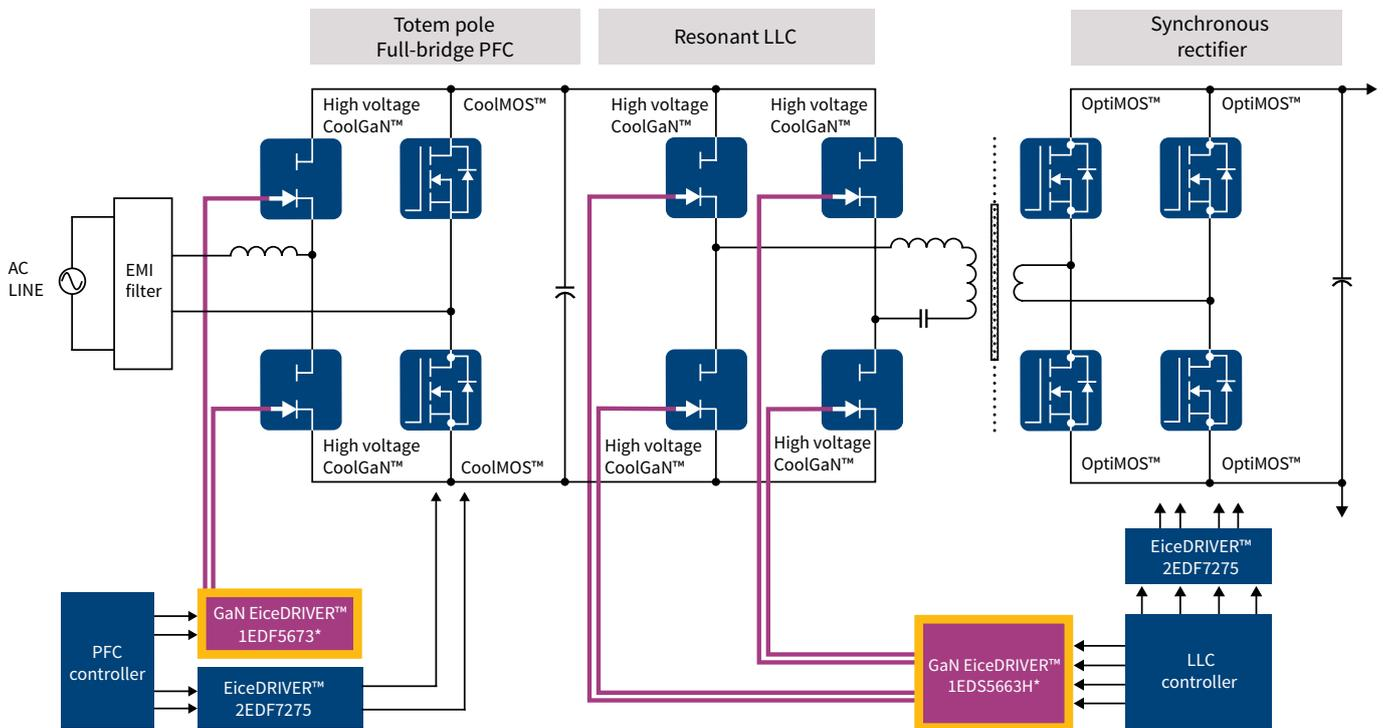 Totem pole
Full-bridge PFC
Resonant LLC
Synchronous
rectifier
High voltage
CoolGaN™
CoolMOS™
High voltage
CoolGaN™
High voltage
CoolGaN™
OptiMOS™
OptiMOS™
AC
LINE
EMI
filter
High voltage
CoolGaN™
CoolMOS™
High voltage
CoolGaN™
High voltage
CoolGaN™
OptiMOS™
OptiMOS™
EiceDRIVER™
2EDF7275
PFC
controller
GaN EiceDRIVER™
1EDF5673*
EiceDRIVER™
2EDF7275
GaN EiceDRIVER™
1EDS5663H*
LLC
controller